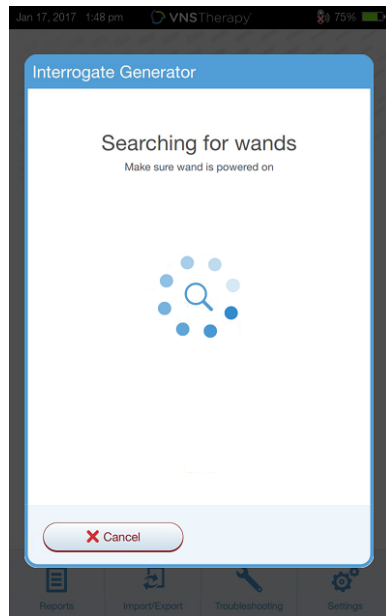 Jan 17, 2017 1:48 pm VNSTherapy 75%
Interrogate Generator
Searching for wands
Make sure wand is powered on
Cancel
Reports Import/Export Troubleshooting Settings